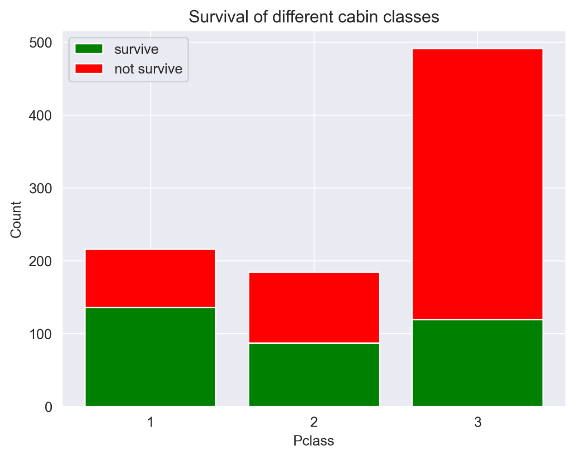 Survival of different cabin classes
survive
not survive
500
400
300
200
100
0
Count
1 2 3
Pclass